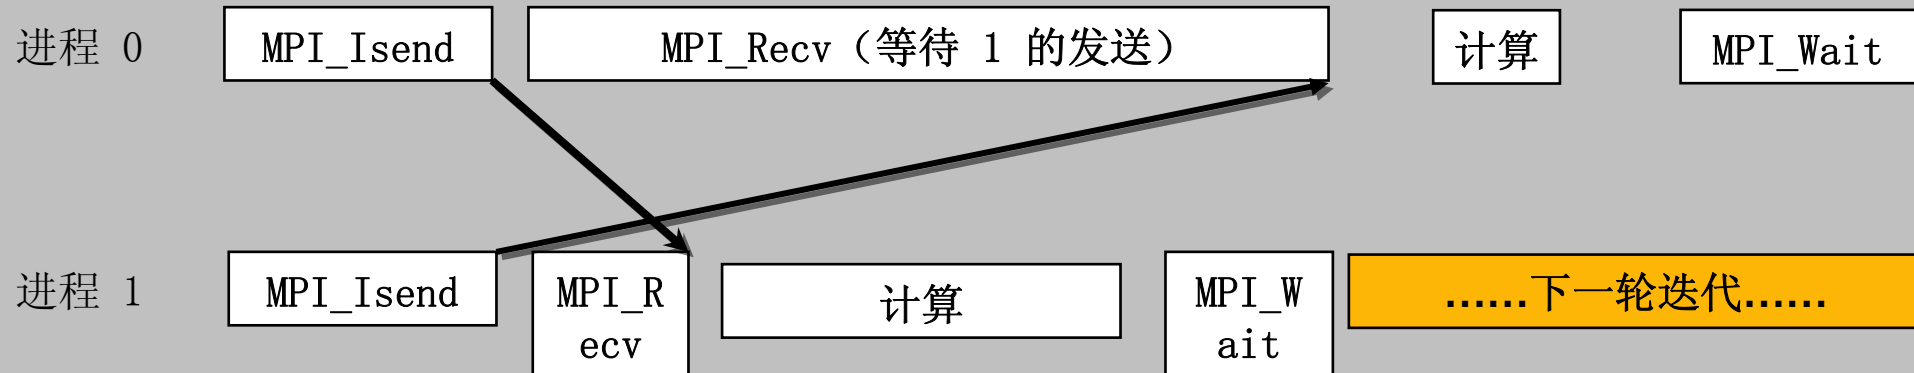 进程 0
MPI_Isend
MPI_Recv（等待 1 的发送）
计算
MPI_Wait
进程 1
MPI_Isend
MPI_R
ecv
计算
MPI_W
ait
……下一轮迭代……